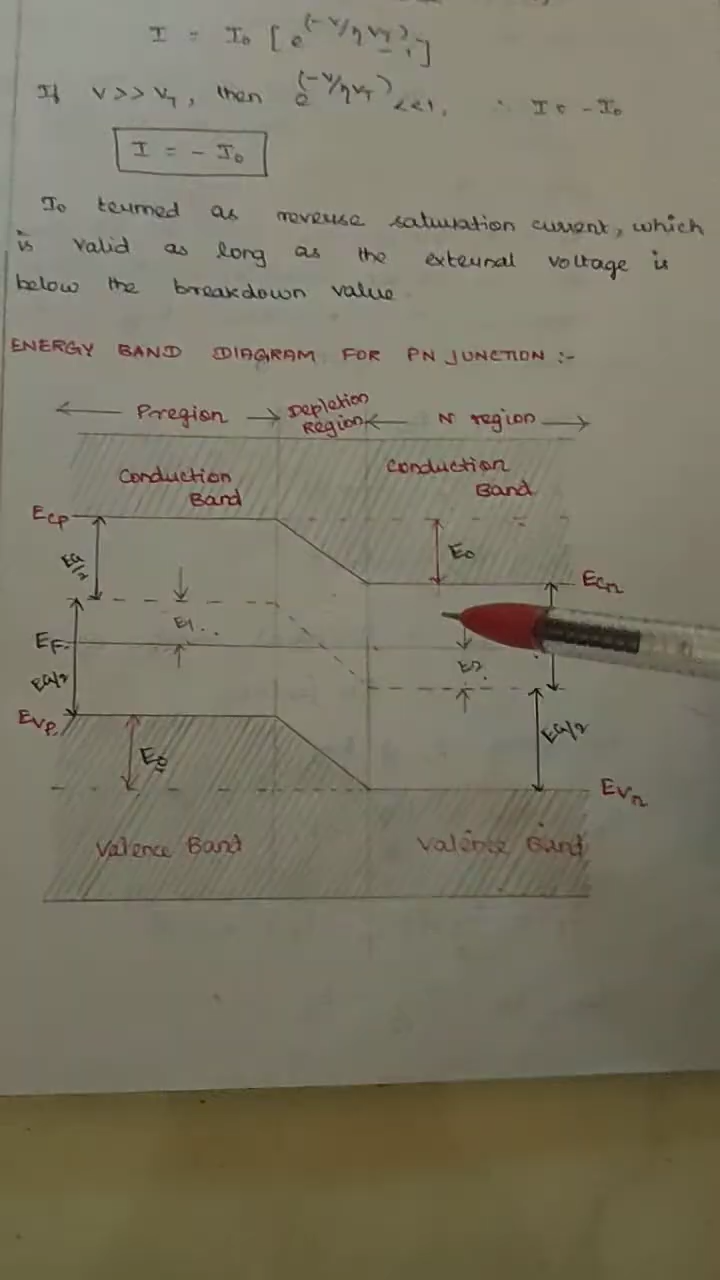 I = I₀ [ e^(-V/ηV_T) - 1 ]
If V >> V_T, then e^(-V/ηV_T) << 1, ∴ I = - I₀
I = - I₀
I₀ termed as reverse saturation current, which
is valid as long as the external voltage is
below the breakdown value.
ENERGY BAND DIAGRAM FOR PN JUNCTION :-
P-region
Depletion
Region
N region
Conduction
Band
Conduction
Band
Ecp
EG/2
E0
Ecn
E1
EF
E2
EG/2
Evp
E0
EG/2
Evn
Valence Band
Valence Band